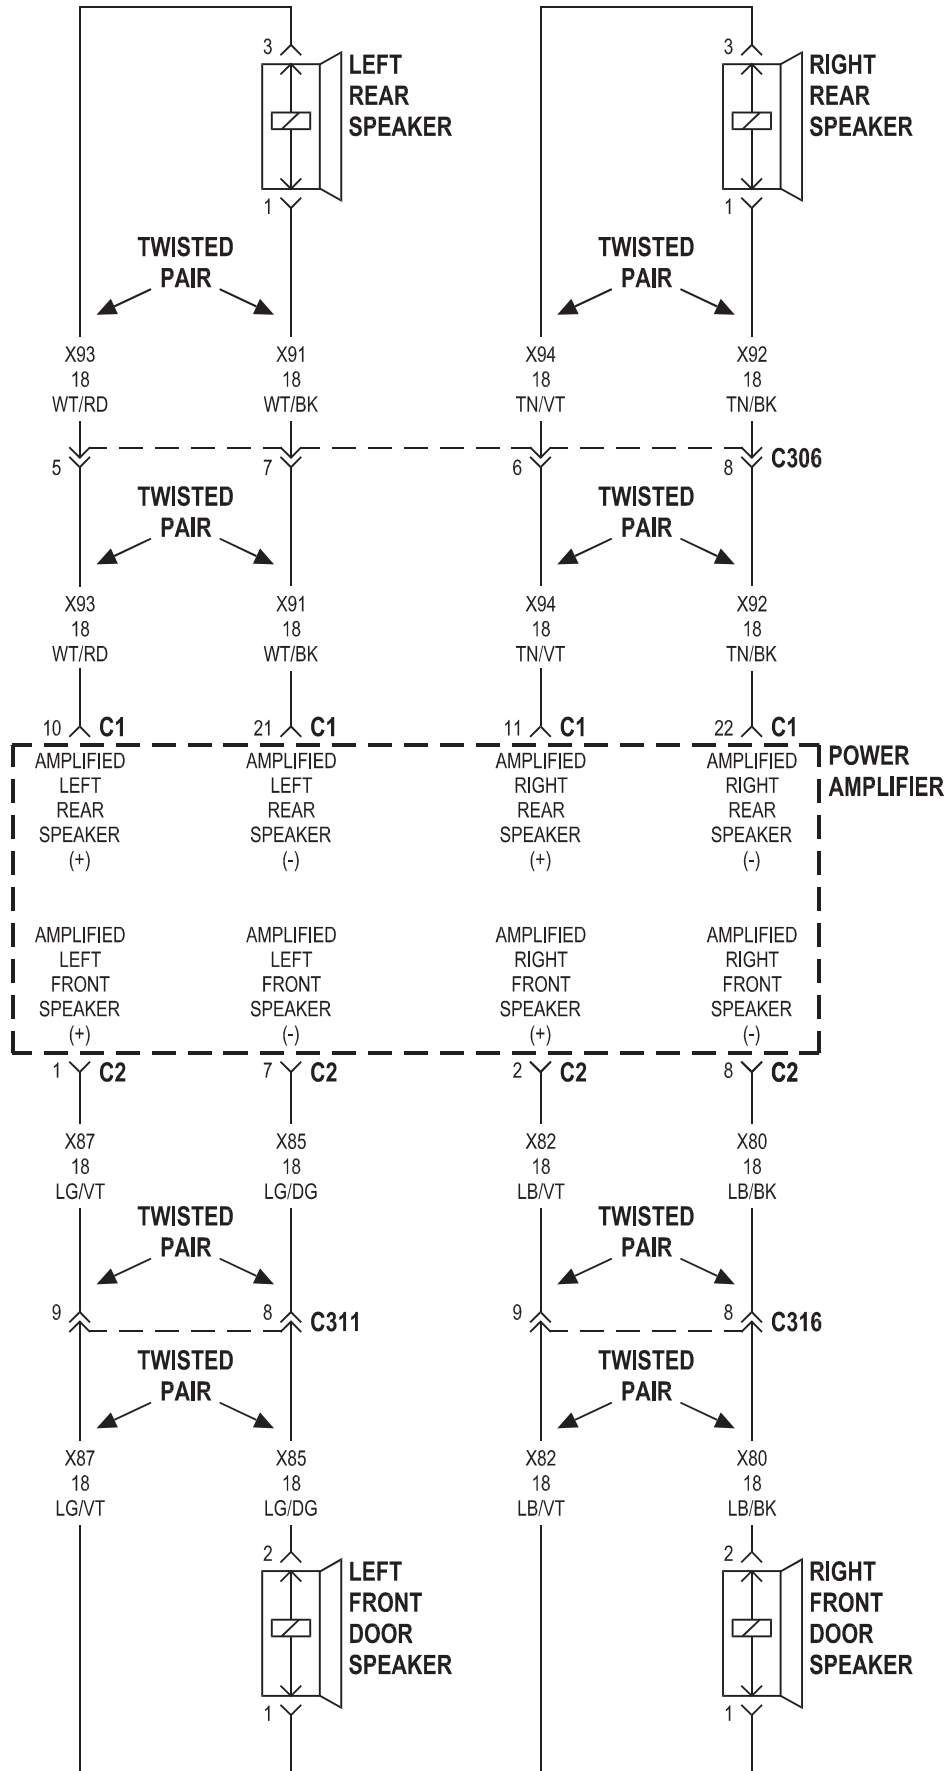 3
LEFT
REAR
SPEAKER
1
3
RIGHT
REAR
SPEAKER
1
TWISTED
PAIR
TWISTED
PAIR
X93
18
WT/RD
X91
18
WT/BK
X94
18
TN/VT
X92
18
TN/BK
5
7
6
8
C306
TWISTED
PAIR
TWISTED
PAIR
X93
18
WT/RD
X91
18
WT/BK
X94
18
TN/VT
X92
18
TN/BK
10 C1
21 C1
11 C1
22 C1
POWER
AMPLIFIER
AMPLIFIED
LEFT
REAR
SPEAKER
(+)
AMPLIFIED
LEFT
REAR
SPEAKER
(-)
AMPLIFIED
RIGHT
REAR
SPEAKER
(+)
AMPLIFIED
RIGHT
REAR
SPEAKER
(-)
AMPLIFIED
LEFT
FRONT
SPEAKER
(+)
AMPLIFIED
LEFT
FRONT
SPEAKER
(-)
AMPLIFIED
RIGHT
FRONT
SPEAKER
(+)
AMPLIFIED
RIGHT
FRONT
SPEAKER
(-)
1 C2
7 C2
2 C2
8 C2
X87
18
LG/VT
X85
18
LG/DG
X82
18
LB/VT
X80
18
LB/BK
TWISTED
PAIR
TWISTED
PAIR
9
8
C311
9
8
C316
TWISTED
PAIR
TWISTED
PAIR
X87
18
LG/VT
X85
18
LG/DG
X82
18
LB/VT
X80
18
LB/BK
2
LEFT
FRONT
DOOR
SPEAKER
1
2
RIGHT
FRONT
DOOR
SPEAKER
1